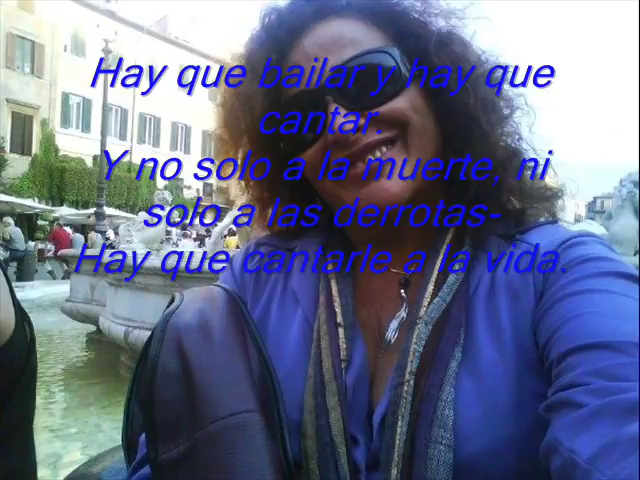 Hay que bailar y hay que
cantar.
Y no solo a la muerte, ni
solo a las derrotas-
Hay que cantarle a la vida.